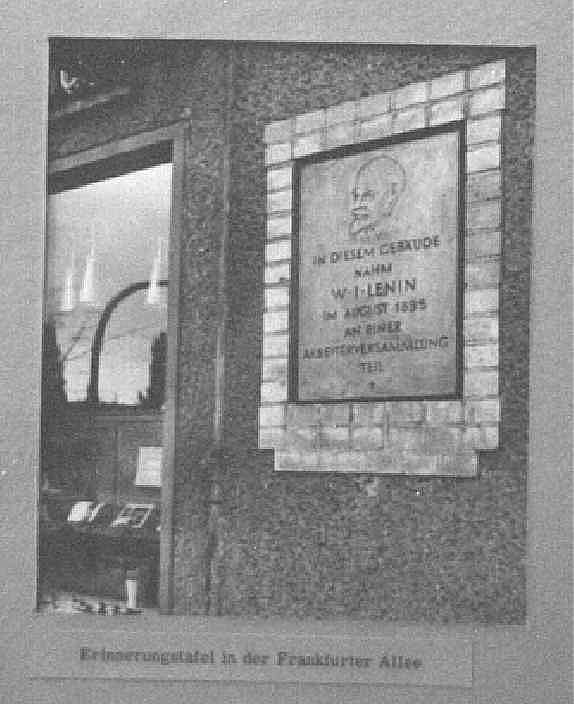 IN DIESEM GEBÄUDE
NAHM
W·I·LENIN
IM AUGUST 1895
AN EINER
ARBEITERVERSAMMLUNG
TEIL
Erinnerungstafel in der Frankfurter Allee